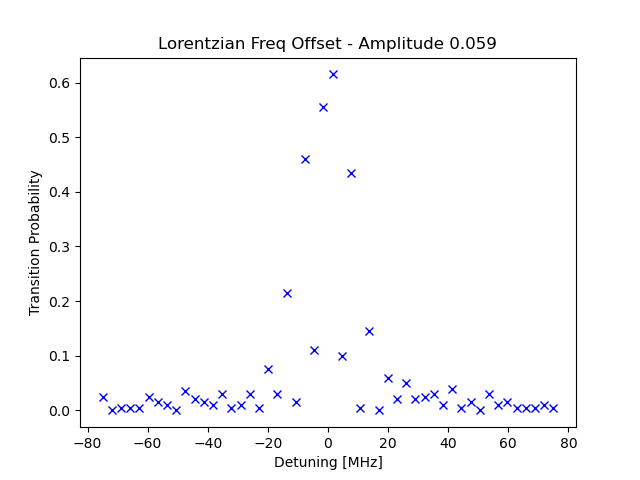 Lorentzian Freq Offset - Amplitude 0.059
0.6
0.5
0.4
0.3
0.2
0.1
0.0
Transition Probability
−80 −60 −40 −20 0 20 40 60 80
Detuning [MHz]